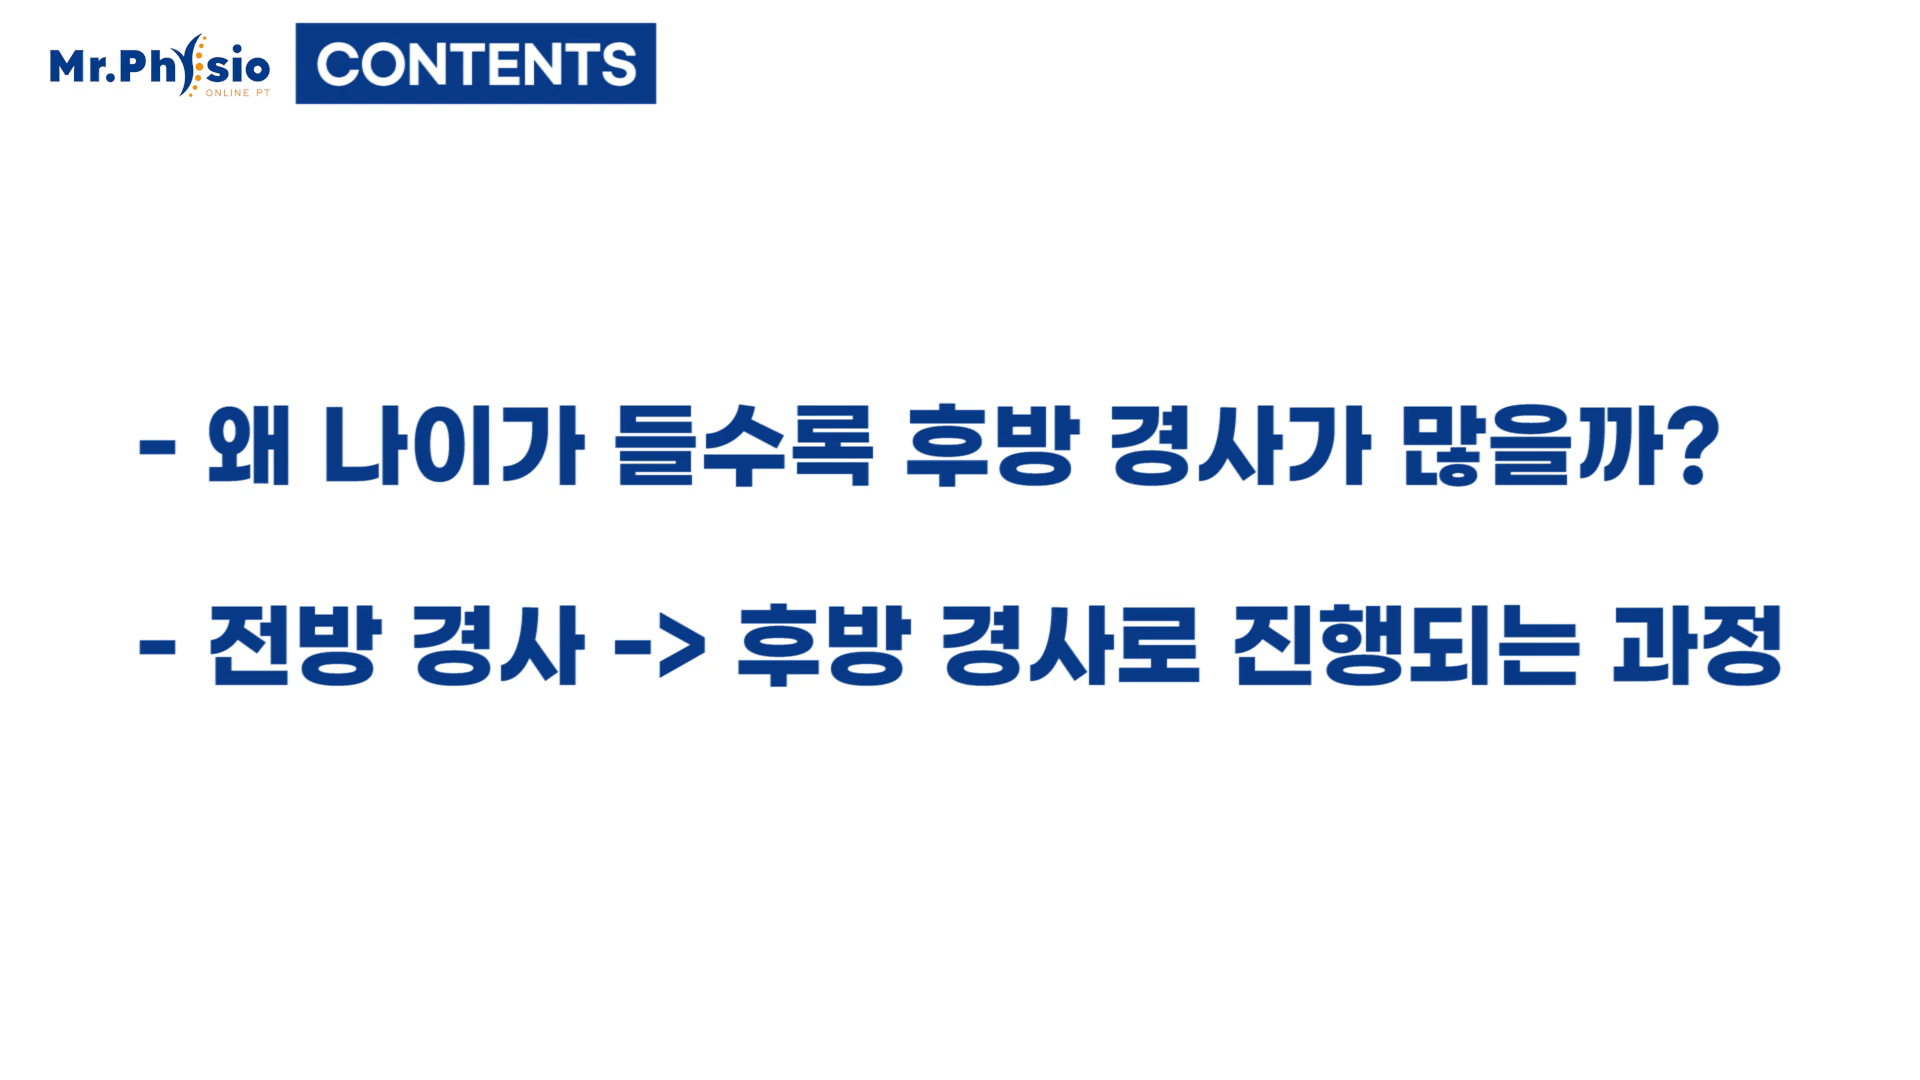 Mr.Physio
ONLINE PT
CONTENTS
- 왜 나이가 들수록 후방 경사가 많을까?
- 전방 경사 -> 후방 경사로 진행되는 과정